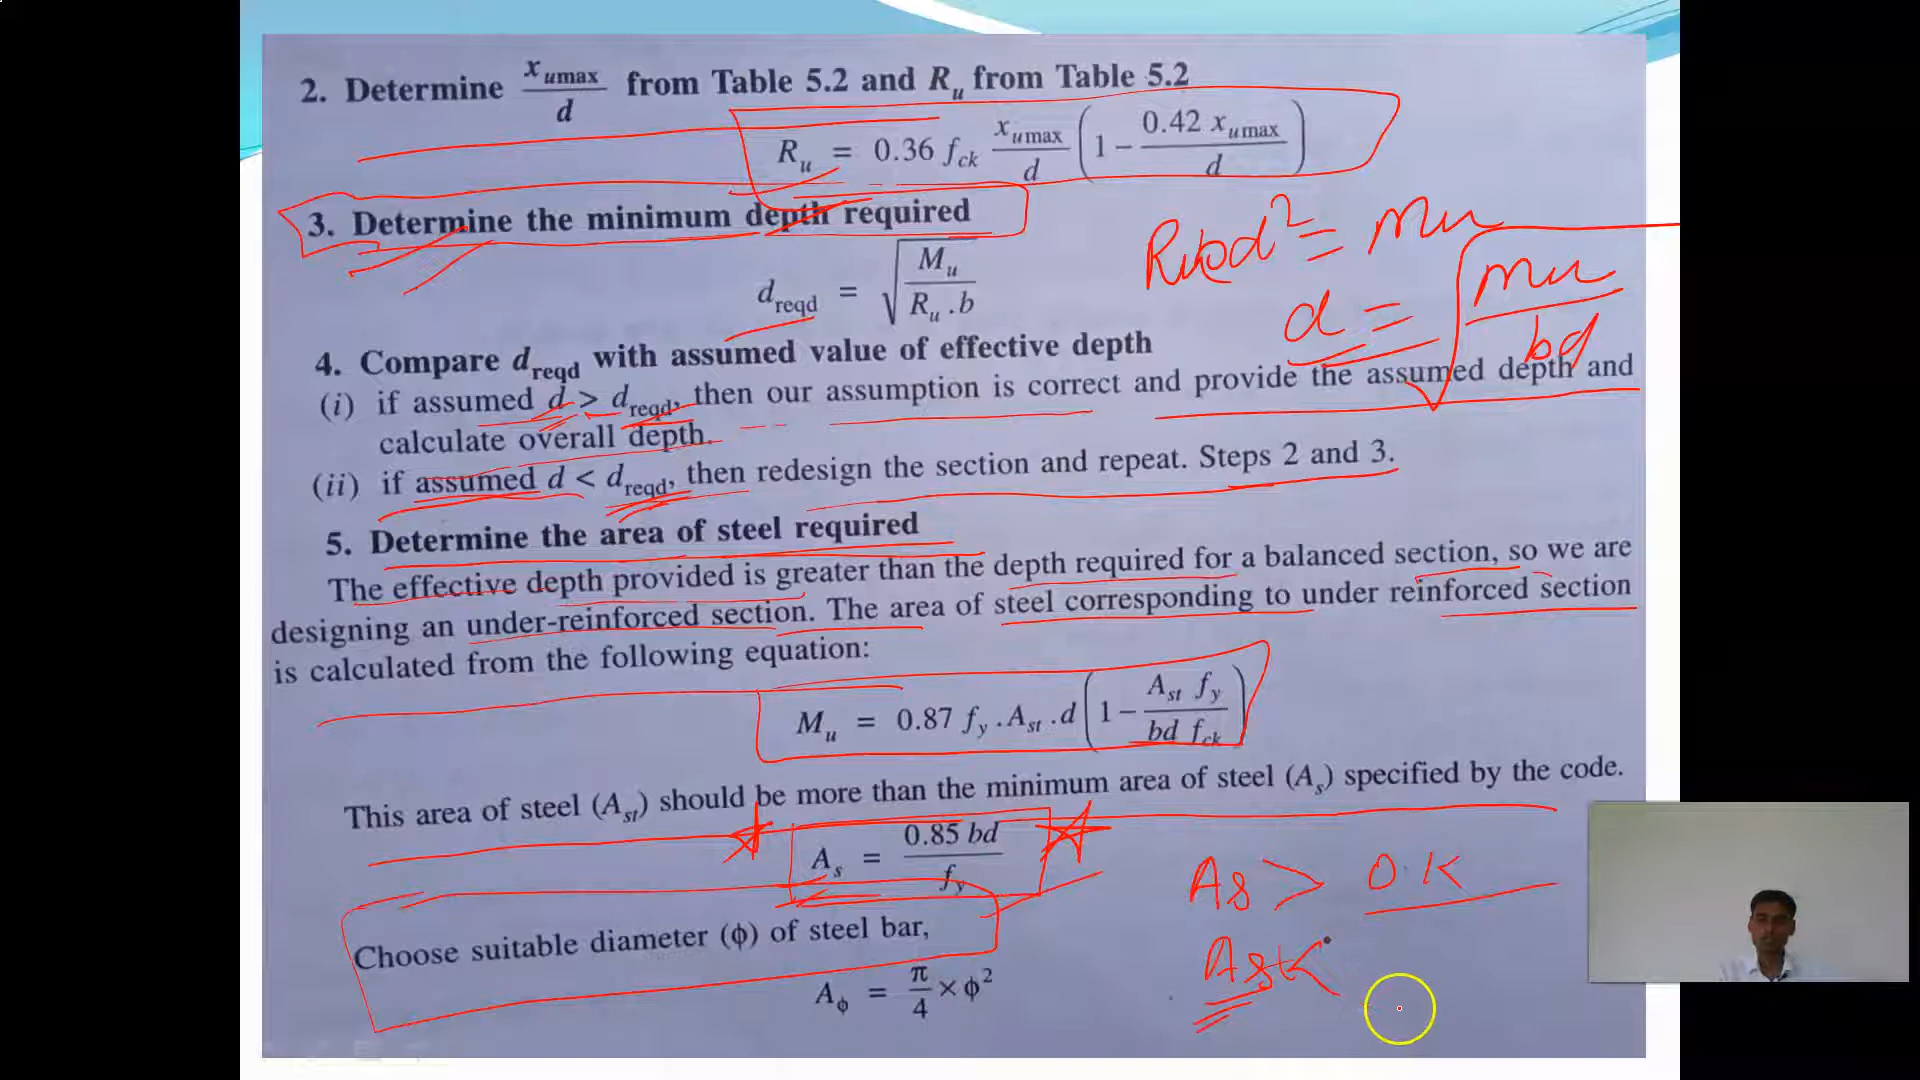 2. Determine x_umax / d from Table 5.2 and R_u from Table 5.2
R_u = 0.36 f_ck x_umax / d (1 − 0.42 x_umax / d)
3. Determine the minimum depth required
Rubd² = Mu
d_reqd = √(M_u / R_u . b)
d = √(Mu / bd)
4. Compare d_reqd with assumed value of effective depth
(i) if assumed d > d_reqd, then our assumption is correct and provide the assumed depth and
calculate overall depth.
(ii) if assumed d < d_reqd, then redesign the section and repeat. Steps 2 and 3.
5. Determine the area of steel required
The effective depth provided is greater than the depth required for a balanced section, so we are
designing an under-reinforced section. The area of steel corresponding to under reinforced section
is calculated from the following equation:
M_u = 0.87 f_y . A_st . d (1 − A_st f_y / bd f_ck)
This area of steel (A_st) should be more than the minimum area of steel (A_s) specified by the code.
A_s = 0.85 bd / f_y
As > O.K
Choose suitable diameter (ϕ) of steel bar,
A_ϕ = π / 4 × ϕ²